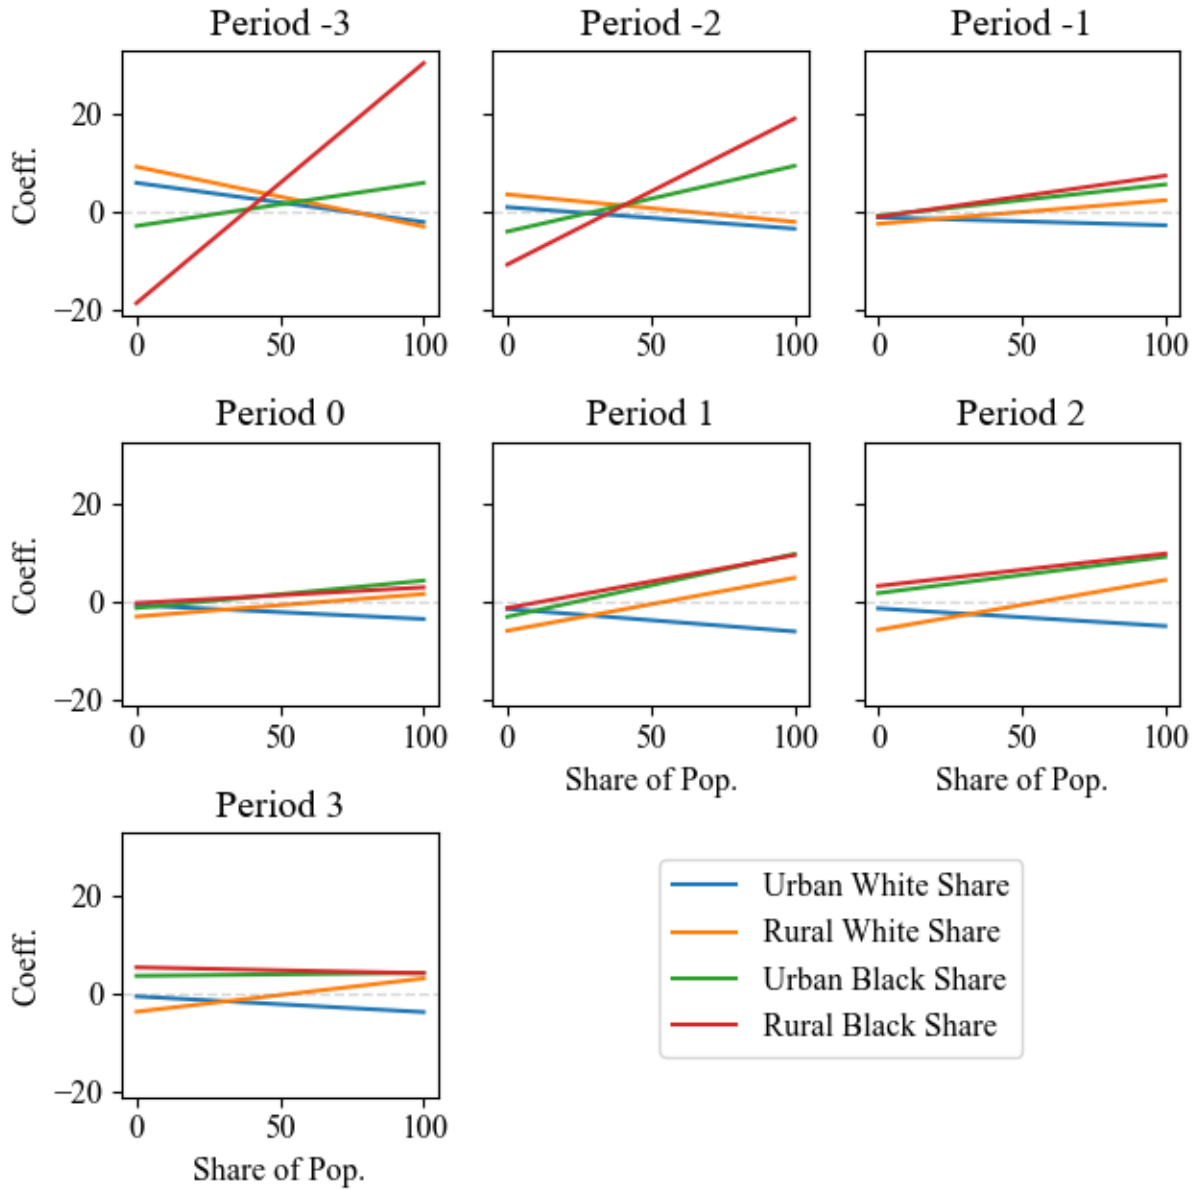 Period -3
Period -2
Period -1
Coeff.
20
0
−20
0 50 100
0 50 100
0 50 100
Period 0
Period 1
Period 2
Coeff.
20
0
−20
0 50 100
0 50 100
0 50 100
Share of Pop.
Share of Pop.
Period 3
Coeff.
20
0
−20
0 50 100
Share of Pop.
Urban White Share
Rural White Share
Urban Black Share
Rural Black Share